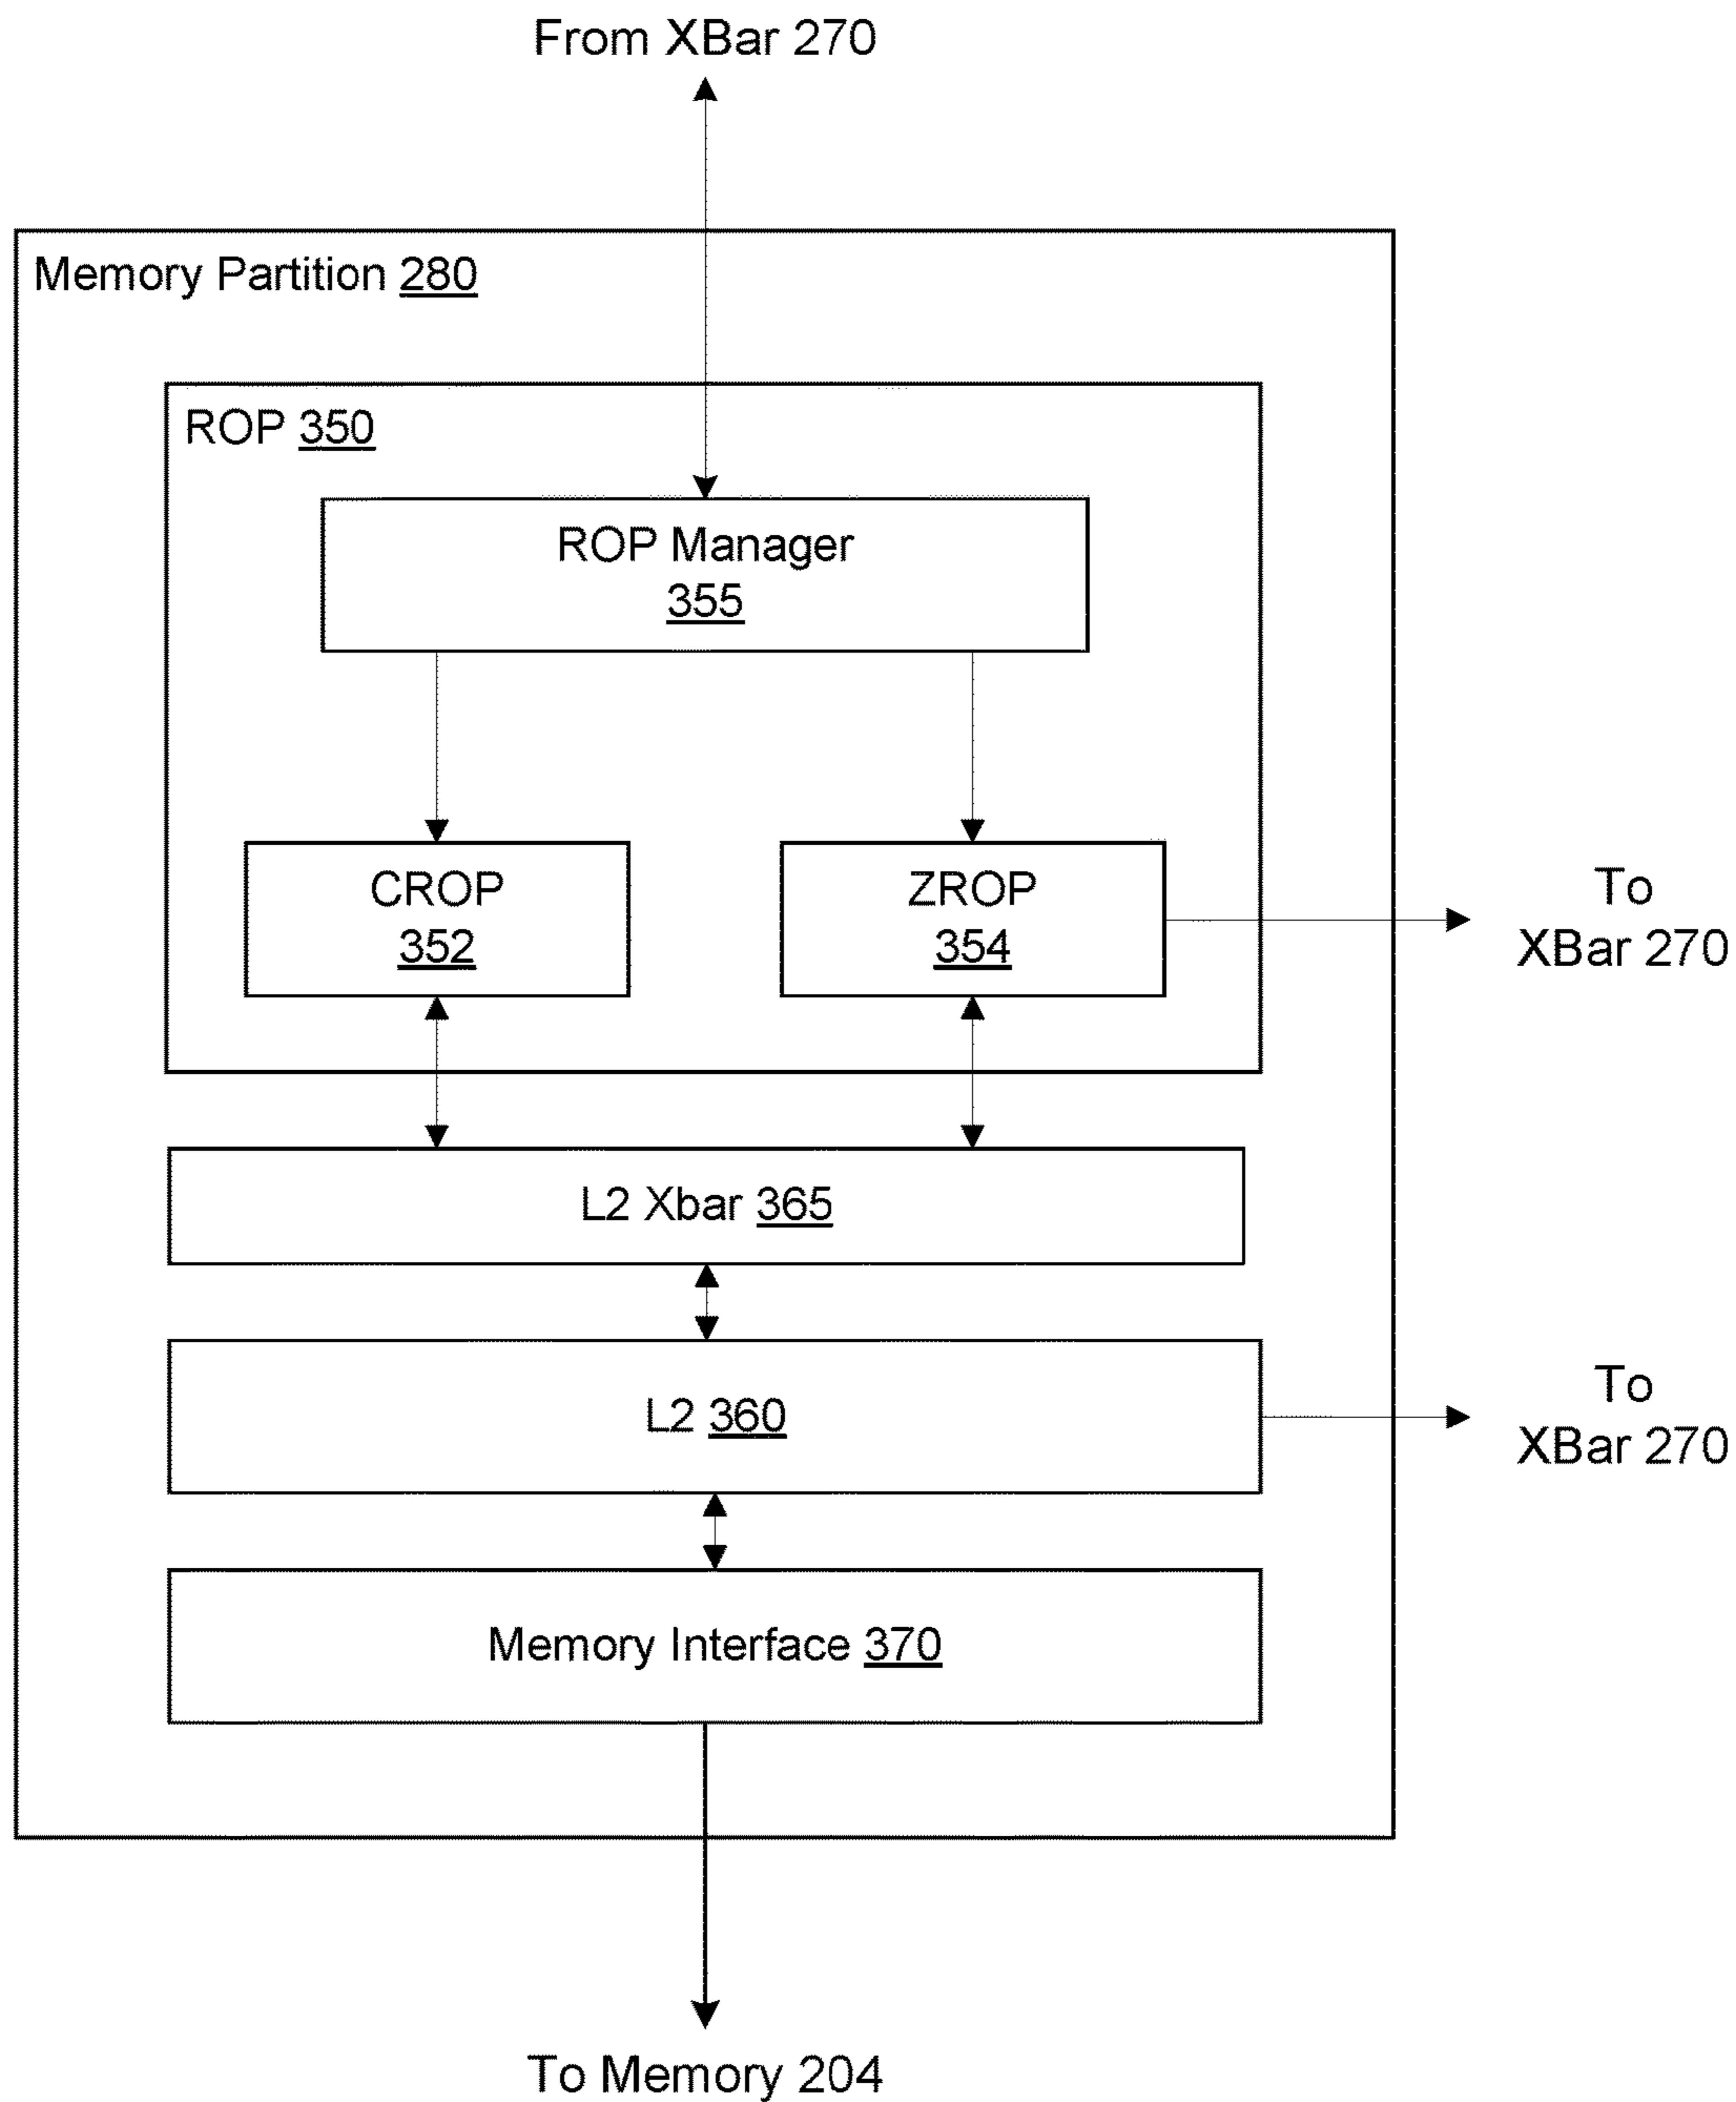 From XBar 270
Memory Partition 280
ROP 350
ROP Manager
355
CROP
352
ZROP
354
To
XBar 270
L2 Xbar 365
L2 360
To
XBar 270
Memory Interface 370
To Memory 204